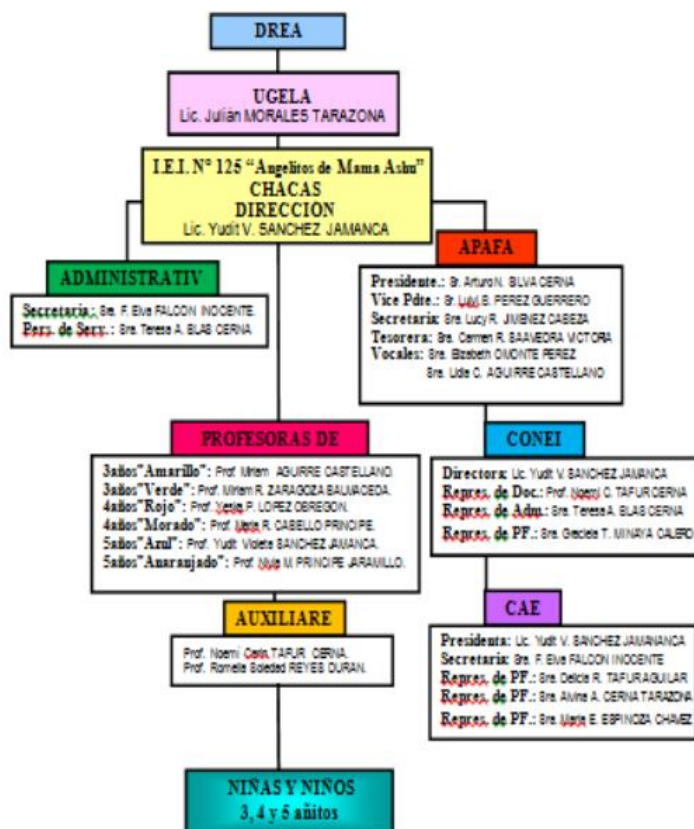 DREA
UGELA
Lic. Julián MORALES TARAZONA
I.E.I. N° 125 “Angelitos de Mama Ashu”
CHACAS
DIRECCION
Lic. Yudit V. SANCHEZ JAMANCA
ADMINISTRATIV
Secretaria: Sra. F. Elva FALCON INOCENTE.
Pers. de Serv.: Sra. Teresa A. BLAS CERNA
APAFA
Presidente.: Sr. Arturo N. SILVA CERNA
Vice Pdte.: Sr. Luiyi B. PEREZ GUERRERO
Secretaria: Sra. Lucy R. JIMENEZ CABEZA
Tesorera: Sra. Carmen R. SAAVEDRA VICTORIA
Vocales: Sra. Elizabeth OMONTE PEREZ
Sra. Lidia C. AGUIRRE CASTELLANO
PROFESORAS DE
3años"Amarillo": Prof. Miriam AGUIRRE CASTELLANO.
3años"Verde": Prof. Miriam R. ZARAGOZA BALMACEDA.
4años"Rojo": Prof. P. LOPEZ OBREGON.
4años"Morado": Prof. Maria R. CABELLO PRINCIPE.
5años"Azul": Prof. Yudit Violeta SANCHEZ JAMANCA.
5años"Anaranjado": Prof. M. PRINCIPE JARAMILLO.
CONEI
Directora: Lic. Yudit V. SANCHEZ JAMANCA
Repres. de Doc.: Prof. Noemí C. TAFUR CERNA
Repres. de Adm.: Sra. Teresa A. BLAS CERNA
Repres. de PF.: Sra. Graciela T. MINAYA CALERO
AUXILIARE
Prof. Noemí Carla TAFUR CERNA.
Prof. Romelia Soledad REYES DURAN.
CAE
Presidenta: Lic. Yudit V. SANCHEZ JAMANANCA
Secretaria: Sra. F. Elva FALCON INOCENTE
Repres. de PF.: Sra. Delicia R. TAFUR AGUILAR
Repres. de PF.: Sra. Alvina A. CERNA TARAZONA
Repres. de PF.: Sra. Maria E. ESPINOZA CHAVEZ
NIÑAS Y NIÑOS
3, 4 y 5 añitos